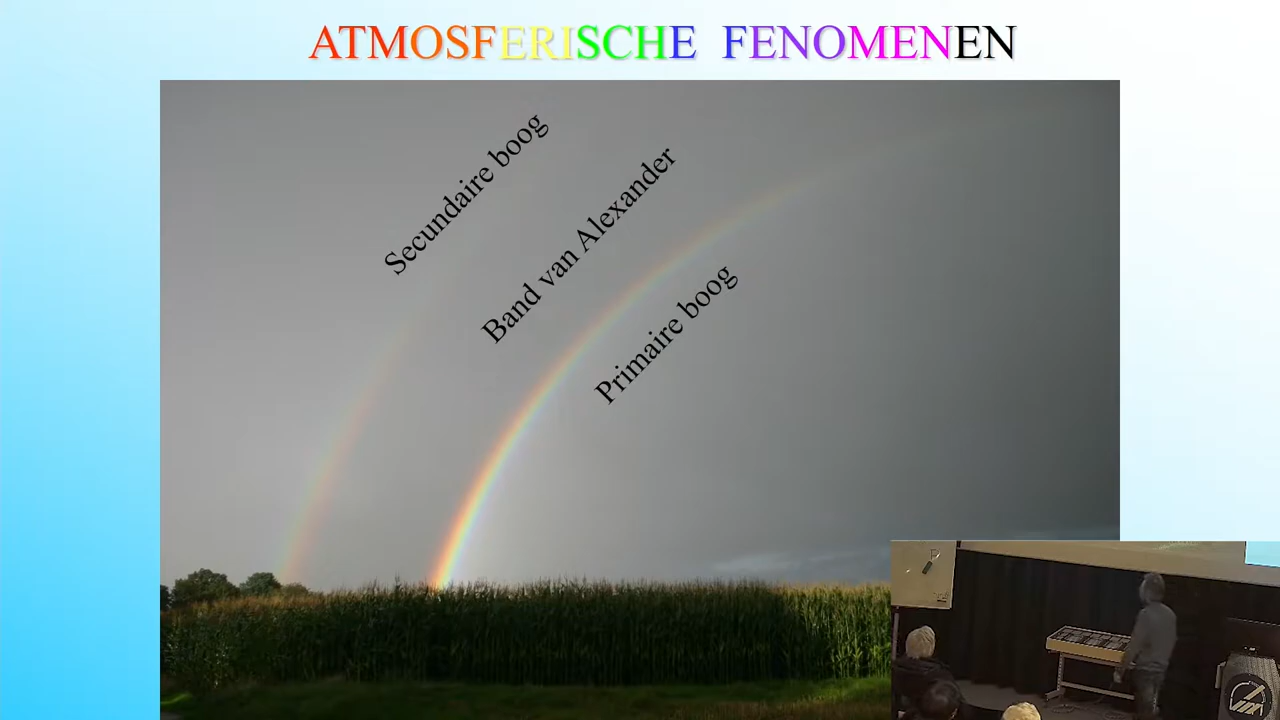 ATMOSFERISCHE FENOMENEN
Secundaire boog
Band van Alexander
Primaire boog